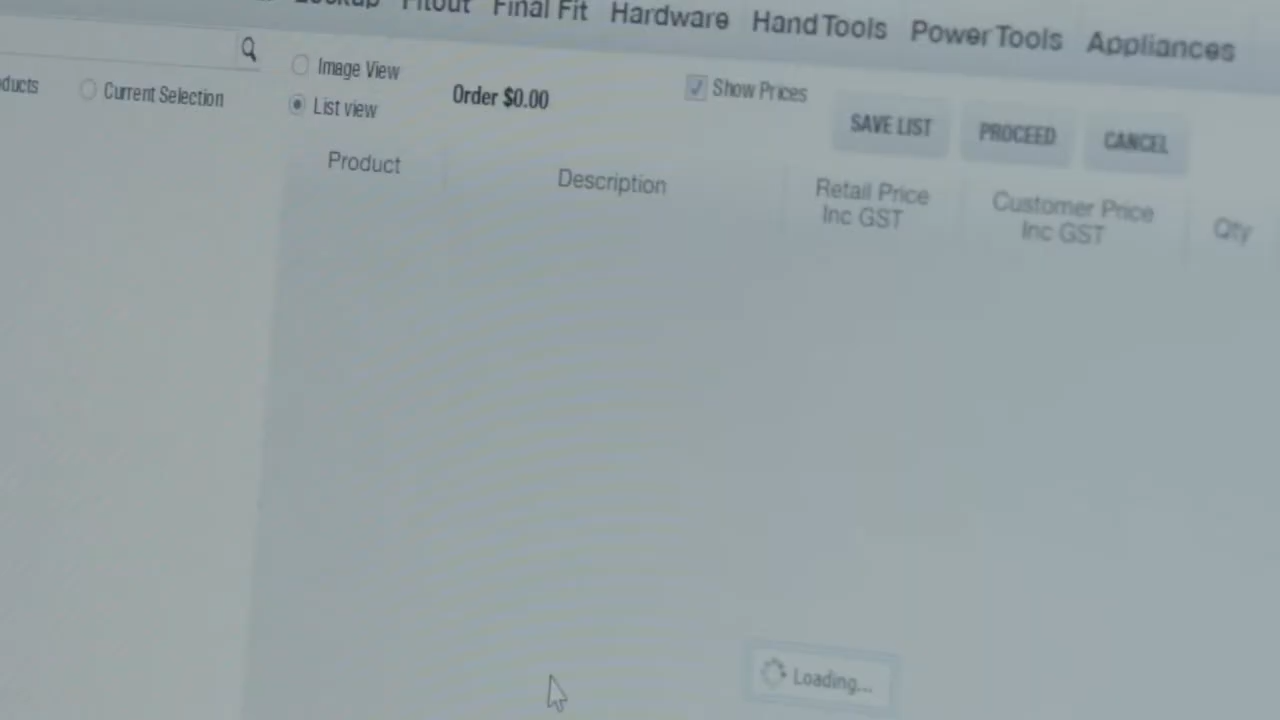 Lookup Fitout Final Fit Hardware Hand Tools Power Tools Appliances
Image View
Order $0.00
Show Prices
Current Selection
List view
SAVE LIST PROCEED CANCEL
Product
Description
Retail Price
Inc GST
Customer Price
Inc GST
Qty
Loading...